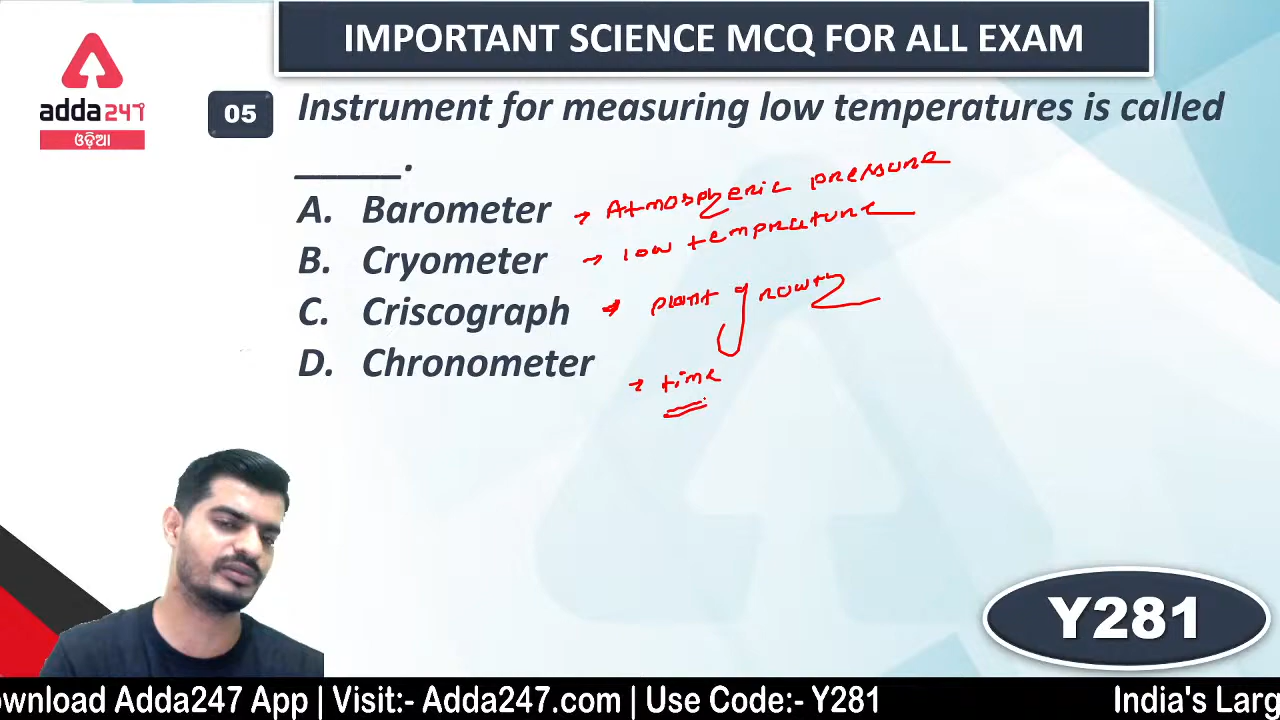 IMPORTANT SCIENCE MCQ FOR ALL EXAM
adda247
ଓଡ଼ିଆ
05 Instrument for measuring low temperatures is called
_____.
A. Barometer → Atmospheric pressure
B. Cryometer → low temprature
C. Criscograph → plant growth
D. Chronometer → time
Y281
ownload Adda247 App | Visit:- Adda247.com | Use Code:- Y281 India's Larg